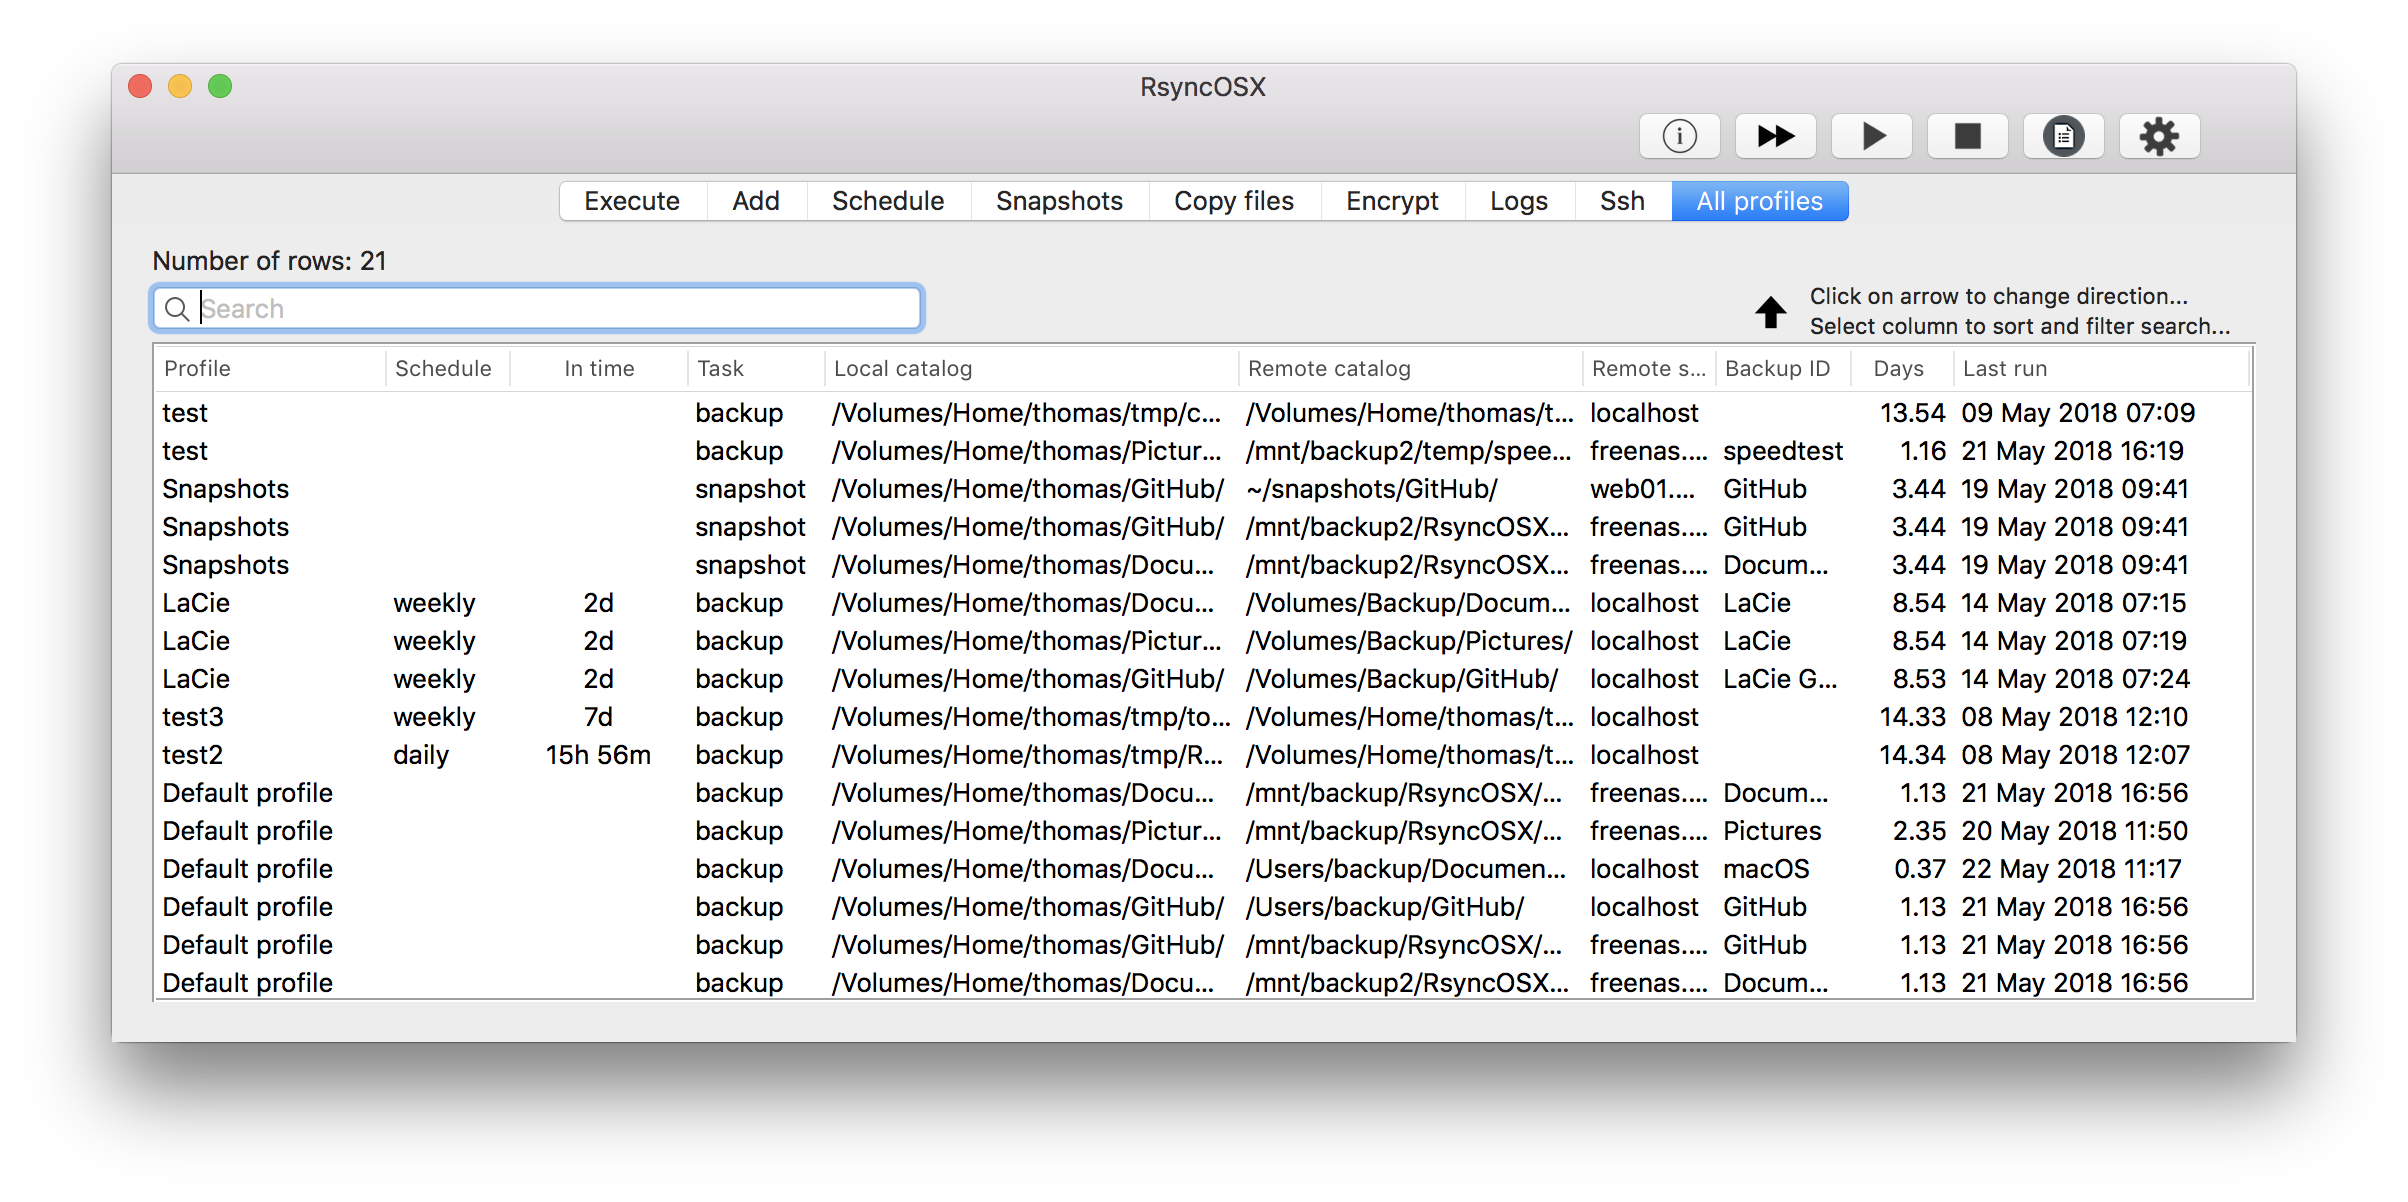 RsyncOSX
Execute Add Schedule Snapshots Copy files Encrypt Logs Ssh All profiles
Number of rows: 21
Search
Click on arrow to change direction...
Select column to sort and filter search...
Profile Schedule In time Task Local catalog Remote catalog Remote s... Backup ID Days Last run
test backup /Volumes/Home/thomas/tmp/c... /Volumes/Home/thomas/t... localhost 13.54 09 May 2018 07:09
test backup /Volumes/Home/thomas/Pictur... /mnt/backup2/temp/spee... freenas.... speedtest 1.16 21 May 2018 16:19
Snapshots snapshot /Volumes/Home/thomas/GitHub/ ~/snapshots/GitHub/ web01.... GitHub 3.44 19 May 2018 09:41
Snapshots snapshot /Volumes/Home/thomas/GitHub/ /mnt/backup2/RsyncOSX... freenas.... GitHub 3.44 19 May 2018 09:41
Snapshots snapshot /Volumes/Home/thomas/Docu... /mnt/backup2/RsyncOSX... freenas.... Docum... 3.44 19 May 2018 09:41
LaCie weekly 2d backup /Volumes/Home/thomas/Docu... /Volumes/Backup/Docum... localhost LaCie 8.54 14 May 2018 07:15
LaCie weekly 2d backup /Volumes/Home/thomas/Pictur... /Volumes/Backup/Pictures/ localhost LaCie 8.54 14 May 2018 07:19
LaCie weekly 2d backup /Volumes/Home/thomas/GitHub/ /Volumes/Backup/GitHub/ localhost LaCie G... 8.53 14 May 2018 07:24
test3 weekly 7d backup /Volumes/Home/thomas/tmp/to... /Volumes/Home/thomas/t... localhost 14.33 08 May 2018 12:10
test2 daily 15h 56m backup /Volumes/Home/thomas/tmp/R... /Volumes/Home/thomas/t... localhost 14.34 08 May 2018 12:07
Default profile backup /Volumes/Home/thomas/Docu... /mnt/backup/RsyncOSX/... freenas.... Docum... 1.13 21 May 2018 16:56
Default profile backup /Volumes/Home/thomas/Pictur... /mnt/backup/RsyncOSX/... freenas.... Pictures 2.35 20 May 2018 11:50
Default profile backup /Volumes/Home/thomas/Docu... /Users/backup/Documen... localhost macOS 0.37 22 May 2018 11:17
Default profile backup /Volumes/Home/thomas/GitHub/ /Users/backup/GitHub/ localhost GitHub 1.13 21 May 2018 16:56
Default profile backup /Volumes/Home/thomas/GitHub/ /mnt/backup/RsyncOSX/... freenas.... GitHub 1.13 21 May 2018 16:56
Default profile backup /Volumes/Home/thomas/Docu... /mnt/backup2/RsyncOSX... freenas.... Docum... 1.13 21 May 2018 16:56